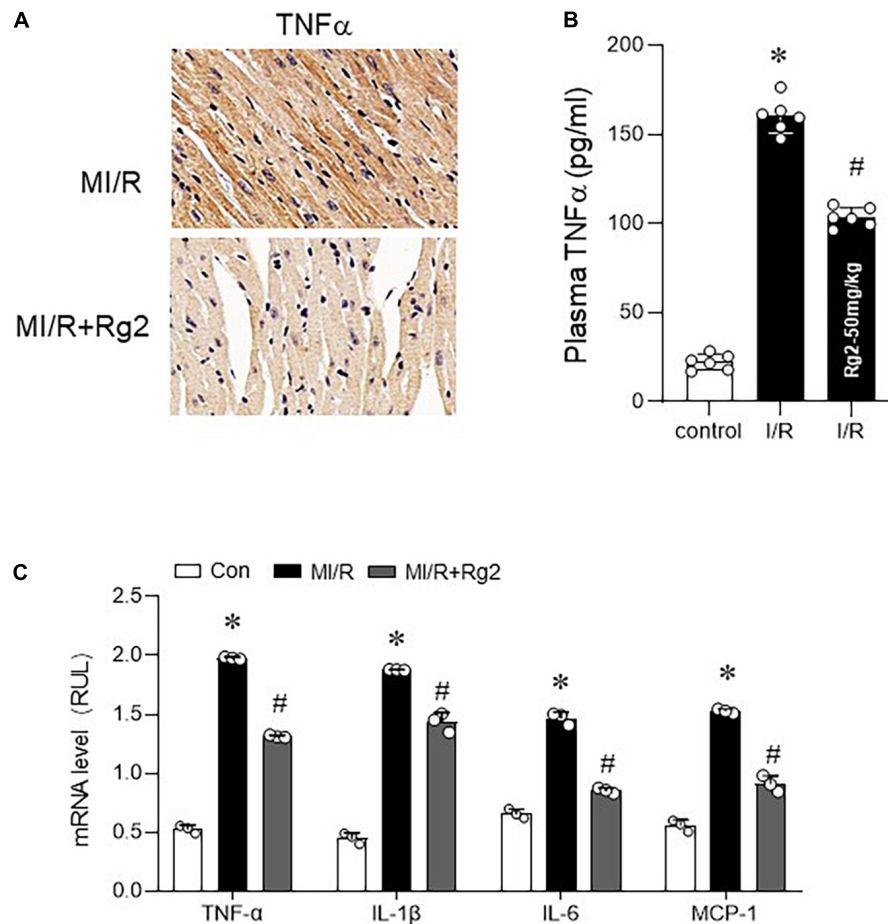 A
TNFα
MI/R
MI/R+Rg2
B
Plasma TNFα (pg/ml)
200
150
100
50
0
*
#
Rg2-50mg/kg
control I/R I/R
C
Con MI/R MI/R+Rg2
mRNA level (RUL)
2.5
2.0
1.5
1.0
0.5
0.0
* # * # * # * #
TNF-α IL-1β IL-6 MCP-1